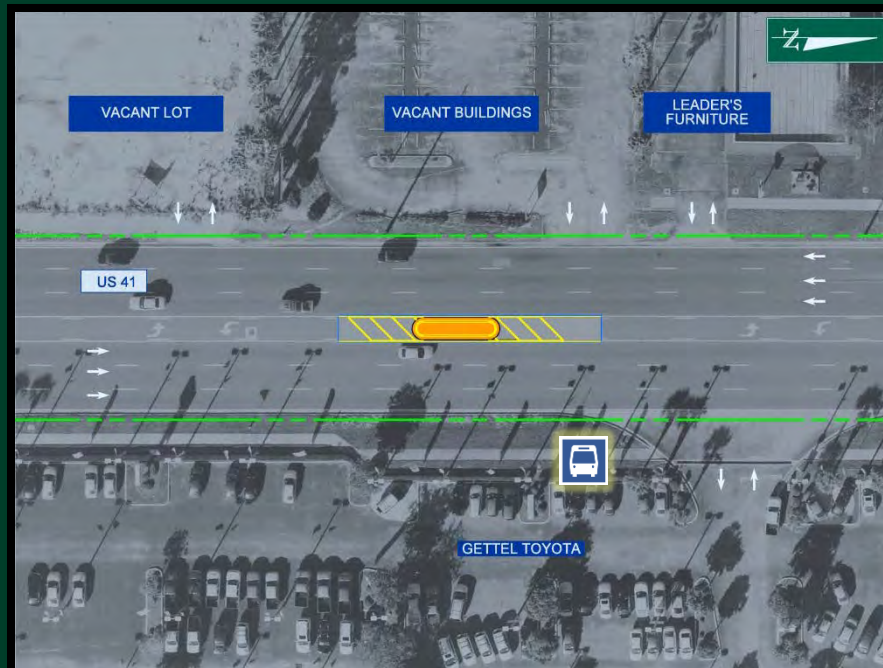 Z
VACANT LOT
VACANT BUILDINGS
LEADER'S
FURNITURE
US 41
GETTEL TOYOTA